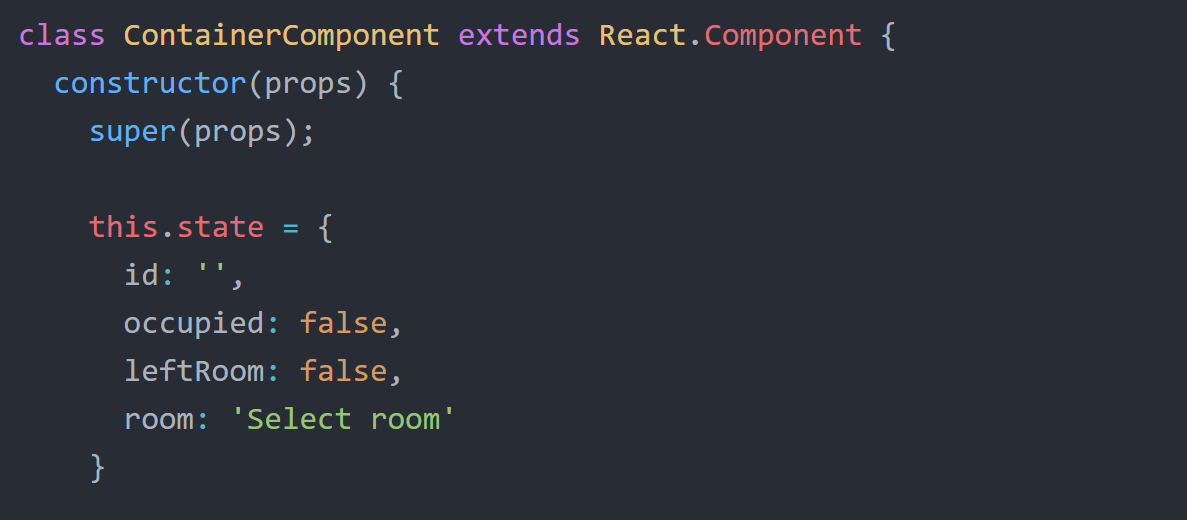 class ContainerComponent extends React.Component {
  constructor(props) {
    super(props);

    this.state = {
      id: '',
      occupied: false,
      leftRoom: false,
      room: 'Select room'
    }